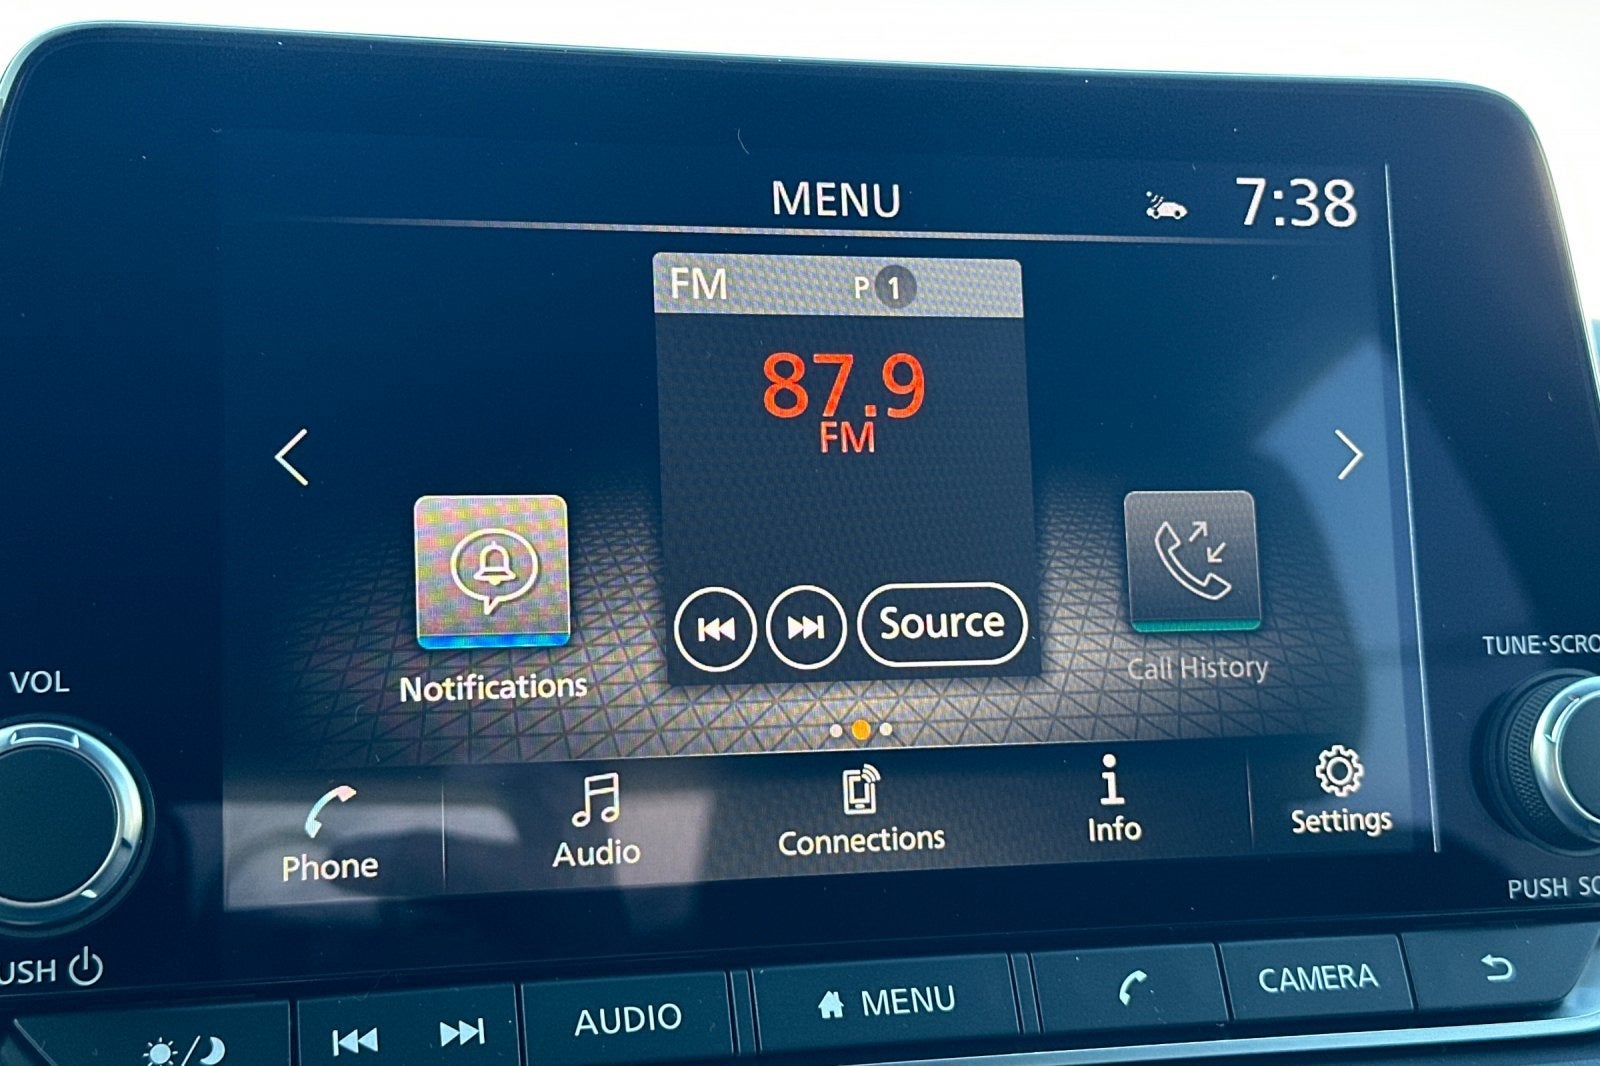 MENU
7:38
FM P 1
87.9
FM
Source
Notifications
Call History
Phone
Audio
Connections
Info
Settings
VOL
USH
TUNE·SCRO
PUSH SO
AUDIO
MENU
CAMERA